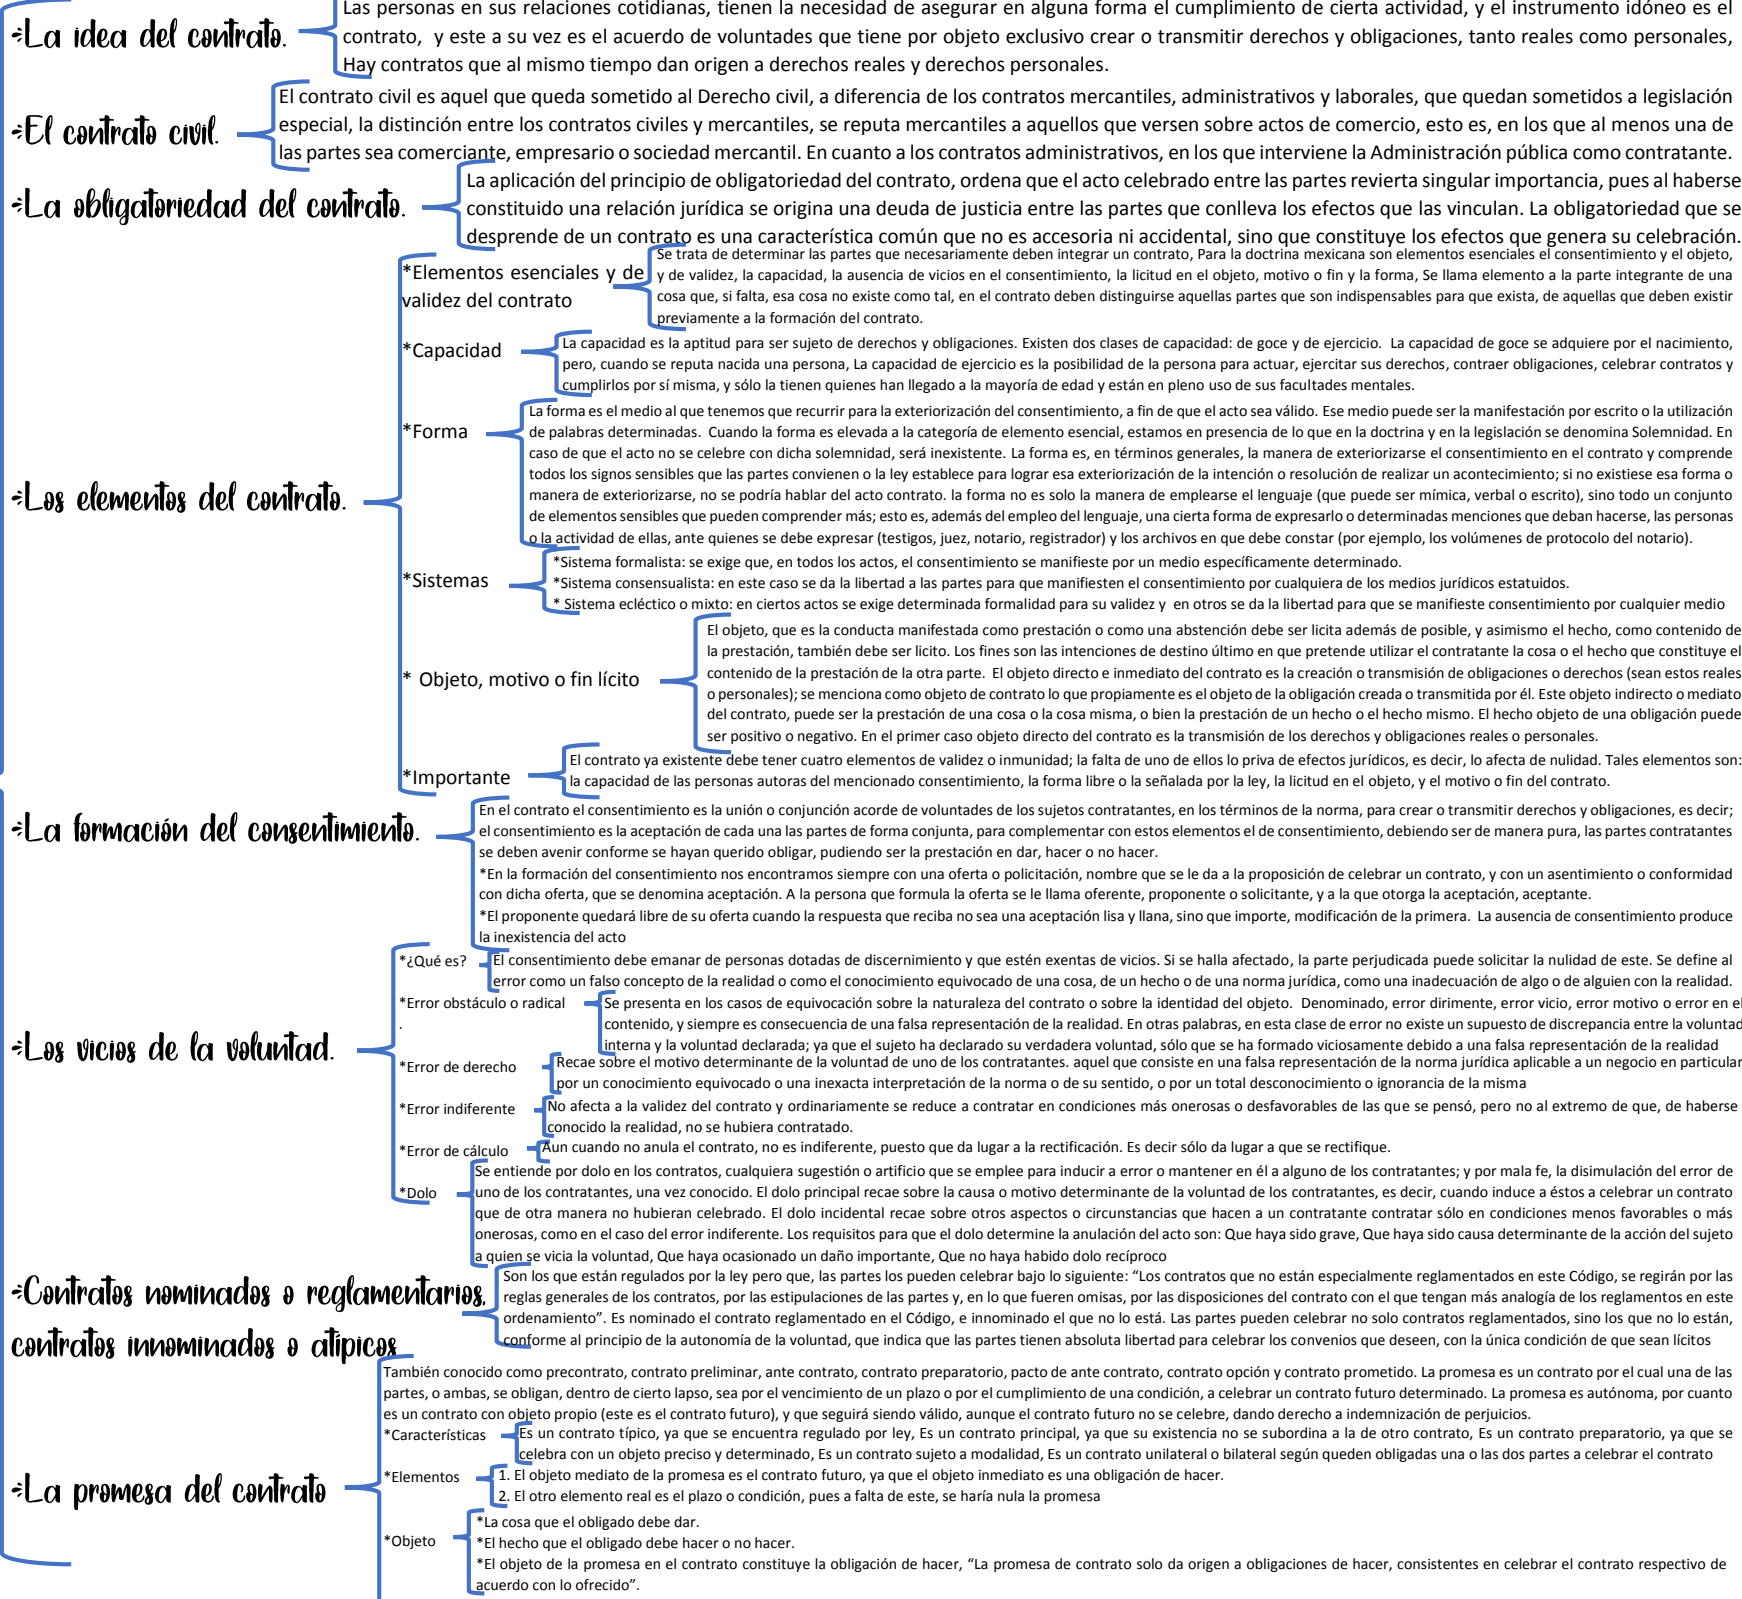 Las personas en sus relaciones cotidianas, tienen la necesidad de asegurar en alguna forma el cumplimiento de cierta actividad, y el instrumento idóneo es el
-La idea del contrato.
contrato, y este a su vez es el acuerdo de voluntades que tiene por objeto exclusivo crear o transmitir derechos y obligaciones, tanto reales como personales,
Hay contratos que al mismo tiempo dan origen a derechos reales y derechos personales.
El contrato civil es aquel que queda sometido al Derecho civil, a diferencia de los contratos mercantiles, administrativos y laborales, que quedan sometidos a legislación
-El contrato civil.
especial, la distinción entre los contratos civiles y mercantiles, se reputa mercantiles a aquellos que versen sobre actos de comercio, esto es, en los que al menos una de
las partes sea comerciante, empresario o sociedad mercantil. En cuanto a los contratos administrativos, en los que interviene la Administración pública como contratante.
-La obligatoriedad del contrato.
La aplicación del principio de obligatoriedad del contrato, ordena que el acto celebrado entre las partes revierta singular importancia, pues al haberse
constituido una relación jurídica se origina una deuda de justicia entre las partes que conlleva los efectos que las vinculan. La obligatoriedad que se
desprende de un contrato es una característica común que no es accesoria ni accidental, sino que constituye los efectos que genera su celebración.
-Los elementos del contrato.
*Elementos esenciales y de
validez del contrato
Se trata de determinar las partes que necesariamente deben integrar un contrato, Para la doctrina mexicana son elementos esenciales el consentimiento y el objeto,
y de validez, la capacidad, la ausencia de vicios en el consentimiento, la licitud en el objeto, motivo o fin y la forma, Se llama elemento a la parte integrante de una
cosa que, si falta, esa cosa no existe como tal, en el contrato deben distinguirse aquellas partes que son indispensables para que exista, de aquellas que deben existir
previamente a la formación del contrato.
*Capacidad
La capacidad es la aptitud para ser sujeto de derechos y obligaciones. Existen dos clases de capacidad: de goce y de ejercicio. La capacidad de goce se adquiere por el nacimiento,
pero, cuando se reputa nacida una persona, La capacidad de ejercicio es la posibilidad de la persona para actuar, ejercitar sus derechos, contraer obligaciones, celebrar contratos y
cumplirlos por sí misma, y sólo la tienen quienes han llegado a la mayoría de edad y están en pleno uso de sus facultades mentales.
*Forma
La forma es el medio al que tenemos que recurrir para la exteriorización del consentimiento, a fin de que el acto sea válido. Ese medio puede ser la manifestación por escrito o la utilización
de palabras determinadas. Cuando la forma es elevada a la categoría de elemento esencial, estamos en presencia de lo que en la doctrina y en la legislación se denomina Solemnidad. En
caso de que el acto no se celebre con dicha solemnidad, será inexistente. La forma es, en términos generales, la manera de exteriorizarse el consentimiento en el contrato y comprende
todos los signos sensibles que las partes convienen o la ley establece para lograr esa exteriorización de la intención o resolución de realizar un acontecimiento; si no existiese esa forma o
manera de exteriorizarse, no se podría hablar del acto contrato. la forma no es solo la manera de emplearse el lenguaje (que puede ser mímica, verbal o escrito), sino todo un conjunto
de elementos sensibles que pueden comprender más; esto es, además del empleo del lenguaje, una cierta forma de expresarlo o determinadas menciones que deban hacerse, las personas
o la actividad de ellas, ante quienes se debe expresar (testigos, juez, notario, registrador) y los archivos en que debe constar (por ejemplo, los volúmenes de protocolo del notario).
*Sistemas
*Sistema formalista: se exige que, en todos los actos, el consentimiento se manifieste por un medio específicamente determinado.
*Sistema consensualista: en este caso se da la libertad a las partes para que manifiesten el consentimiento por cualquiera de los medios jurídicos estatuidos.
* Sistema ecléctico o mixto: en ciertos actos se exige determinada formalidad para su validez y en otros se da la libertad para que se manifieste consentimiento por cualquier medio
* Objeto, motivo o fin lícito
El objeto, que es la conducta manifestada como prestación o como una abstención debe ser licita además de posible, y asimismo el hecho, como contenido de
la prestación, también debe ser licito. Los fines son las intenciones de destino último en que pretende utilizar el contratante la cosa o el hecho que constituye el
contenido de la prestación de la otra parte. El objeto directo e inmediato del contrato es la creación o transmisión de obligaciones o derechos (sean estos reales
o personales); se menciona como objeto de contrato lo que propiamente es el objeto de la obligación creada o transmitida por él. Este objeto indirecto o mediato
del contrato, puede ser la prestación de una cosa o la cosa misma, o bien la prestación de un hecho o el hecho mismo. El hecho objeto de una obligación puede
ser positivo o negativo. En el primer caso objeto directo del contrato es la transmisión de los derechos y obligaciones reales o personales.
*Importante
El contrato ya existente debe tener cuatro elementos de validez o inmunidad; la falta de uno de ellos lo priva de efectos jurídicos, es decir, lo afecta de nulidad. Tales elementos son:
la capacidad de las personas autoras del mencionado consentimiento, la forma libre o la señalada por la ley, la licitud en el objeto, y el motivo o fin del contrato.
-La formación del consentimiento.
En el contrato el consentimiento es la unión o conjunción acorde de voluntades de los sujetos contratantes, en los términos de la norma, para crear o transmitir derechos y obligaciones, es decir;
el consentimiento es la aceptación de cada una las partes de forma conjunta, para complementar con estos elementos el de consentimiento, debiendo ser de manera pura, las partes contratantes
se deben avenir conforme se hayan querido obligar, pudiendo ser la prestación en dar, hacer o no hacer.
*En la formación del consentimiento nos encontramos siempre con una oferta o policitación, nombre que se le da a la proposición de celebrar un contrato, y con un asentimiento o conformidad
con dicha oferta, que se denomina aceptación. A la persona que formula la oferta se le llama oferente, proponente o solicitante, y a la que otorga la aceptación, aceptante.
*El proponente quedará libre de su oferta cuando la respuesta que reciba no sea una aceptación lisa y llana, sino que importe, modificación de la primera. La ausencia de consentimiento produce
la inexistencia del acto
-Los vicios de la voluntad.
*¿Qué es?
El consentimiento debe emanar de personas dotadas de discernimiento y que estén exentas de vicios. Si se halla afectado, la parte perjudicada puede solicitar la nulidad de este. Se define al
error como un falso concepto de la realidad o como el conocimiento equivocado de una cosa, de un hecho o de una norma jurídica, como una inadecuación de algo o de alguien con la realidad.
*Error obstáculo o radical
.
Se presenta en los casos de equivocación sobre la naturaleza del contrato o sobre la identidad del objeto. Denominado, error dirimente, error vicio, error motivo o error en el
contenido, y siempre es consecuencia de una falsa representación de la realidad. En otras palabras, en esta clase de error no existe un supuesto de discrepancia entre la voluntad
interna y la voluntad declarada; ya que el sujeto ha declarado su verdadera voluntad, sólo que se ha formado viciosamente debido a una falsa representación de la realidad
*Error de derecho
Recae sobre el motivo determinante de la voluntad de uno de los contratantes. aquel que consiste en una falsa representación de la norma jurídica aplicable a un negocio en particular
por un conocimiento equivocado o una inexacta interpretación de la norma o de su sentido, o por un total desconocimiento o ignorancia de la misma
*Error indiferente
No afecta a la validez del contrato y ordinariamente se reduce a contratar en condiciones más onerosas o desfavorables de las que se pensó, pero no al extremo de que, de haberse
conocido la realidad, no se hubiera contratado.
*Error de cálculo
Aun cuando no anula el contrato, no es indiferente, puesto que da lugar a la rectificación. Es decir sólo da lugar a que se rectifique.
*Dolo
Se entiende por dolo en los contratos, cualquiera sugestión o artificio que se emplee para inducir a error o mantener en él a alguno de los contratantes; y por mala fe, la disimulación del error de
uno de los contratantes, una vez conocido. El dolo principal recae sobre la causa o motivo determinante de la voluntad de los contratantes, es decir, cuando induce a éstos a celebrar un contrato
que de otra manera no hubieran celebrado. El dolo incidental recae sobre otros aspectos o circunstancias que hacen a un contratante contratar sólo en condiciones menos favorables o más
onerosas, como en el caso del error indiferente. Los requisitos para que el dolo determine la anulación del acto son: Que haya sido grave, Que haya sido causa determinante de la acción del sujeto
a quien se vicia la voluntad, Que haya ocasionado un daño importante, Que no haya habido dolo recíproco
-Contratos nominados o reglamentarios,
contratos innominados o atípicos
Son los que están regulados por la ley pero que, las partes los pueden celebrar bajo lo siguiente: “Los contratos que no están especialmente reglamentados en este Código, se regirán por las
reglas generales de los contratos, por las estipulaciones de las partes y, en lo que fueren omisas, por las disposiciones del contrato con el que tengan más analogía de los reglamentos en este
ordenamiento”. Es nominado el contrato reglamentado en el Código, e innominado el que no lo está. Las partes pueden celebrar no solo contratos reglamentados, sino los que no lo están,
conforme al principio de la autonomía de la voluntad, que indica que las partes tienen absoluta libertad para celebrar los convenios que deseen, con la única condición de que sean lícitos
-La promesa del contrato
También conocido como precontrato, contrato preliminar, ante contrato, contrato preparatorio, pacto de ante contrato, contrato opción y contrato prometido. La promesa es un contrato por el cual una de las
partes, o ambas, se obligan, dentro de cierto lapso, sea por el vencimiento de un plazo o por el cumplimiento de una condición, a celebrar un contrato futuro determinado. La promesa es autónoma, por cuanto
es un contrato con objeto propio (este es el contrato futuro), y que seguirá siendo válido, aunque el contrato futuro no se celebre, dando derecho a indemnización de perjuicios.
*Características
Es un contrato típico, ya que se encuentra regulado por ley, Es un contrato principal, ya que su existencia no se subordina a la de otro contrato, Es un contrato preparatorio, ya que se
celebra con un objeto preciso y determinado, Es un contrato sujeto a modalidad, Es un contrato unilateral o bilateral según queden obligadas una o las dos partes a celebrar el contrato
*Elementos
1. El objeto mediato de la promesa es el contrato futuro, ya que el objeto inmediato es una obligación de hacer.
2. El otro elemento real es el plazo o condición, pues a falta de este, se haría nula la promesa
*Objeto
*La cosa que el obligado debe dar.
*El hecho que el obligado debe hacer o no hacer.
*El objeto de la promesa en el contrato constituye la obligación de hacer, “La promesa de contrato solo da origen a obligaciones de hacer, consistentes en celebrar el contrato respectivo de
acuerdo con lo ofrecido”.